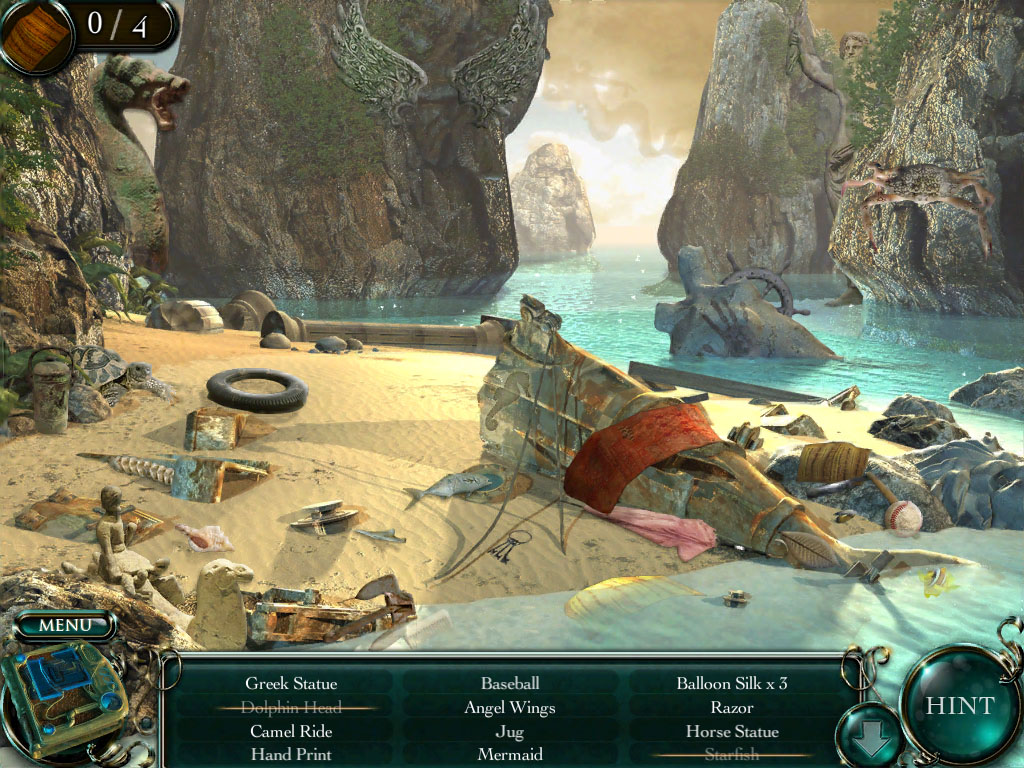 0 / 4
MENU
Greek Statue Baseball Balloon Silk x 3
Dolphin Head Angel Wings Razor
Camel Ride Jug Horse Statue
Hand Print Mermaid Starfish
HINT